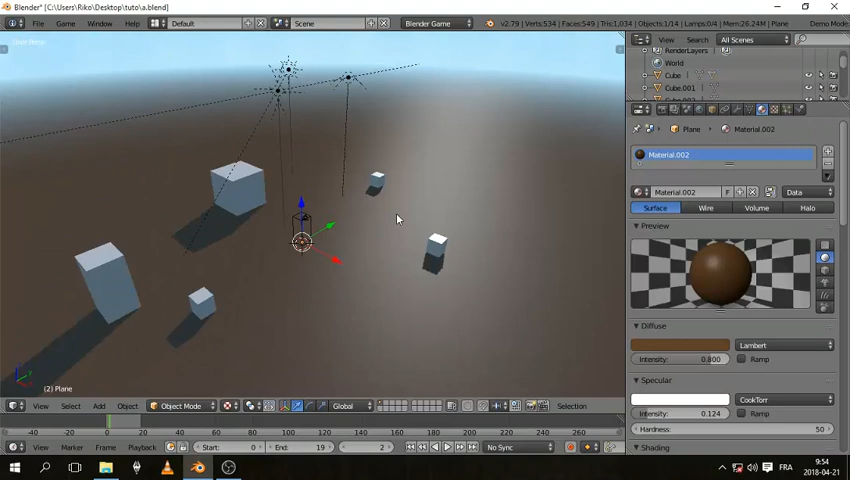 Blender* [C:\Users\Riko\Desktop\tuto\a.blend]
File Game Window Help Default Scene Blender Game v2.79 | Verts:534 | Faces:549 | Tris:1,034 | Objects:1/14 | Lamps:0/4 | Mem:26.24M | Plane Demo Mode
View Search All Scenes
User Persp
RenderLayers
World
Cube
Cube.001
Plane Material.002
Material.002
Material.002 F Data
Surface Wire Volume Halo
Preview
Diffuse
Lambert
Intensity: 0.800 Ramp
Specular
CookTorr
Intensity: 0.124 Ramp
Hardness: 50
Shading
(2) Plane
View Select Add Object Object Mode Global Selection
-40 -20 0 20 40 60 80 100 120 140 160 180 200 220 240 260
View Marker Frame Playback Start: 0 End: 19 2 No Sync
FRA 9:54
2018-04-21